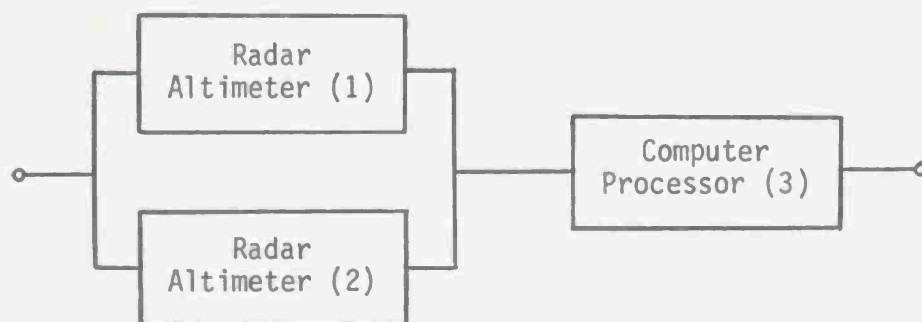 Radar
Altimeter (1)
Computer
Processor (3)
Radar
Altimeter (2)